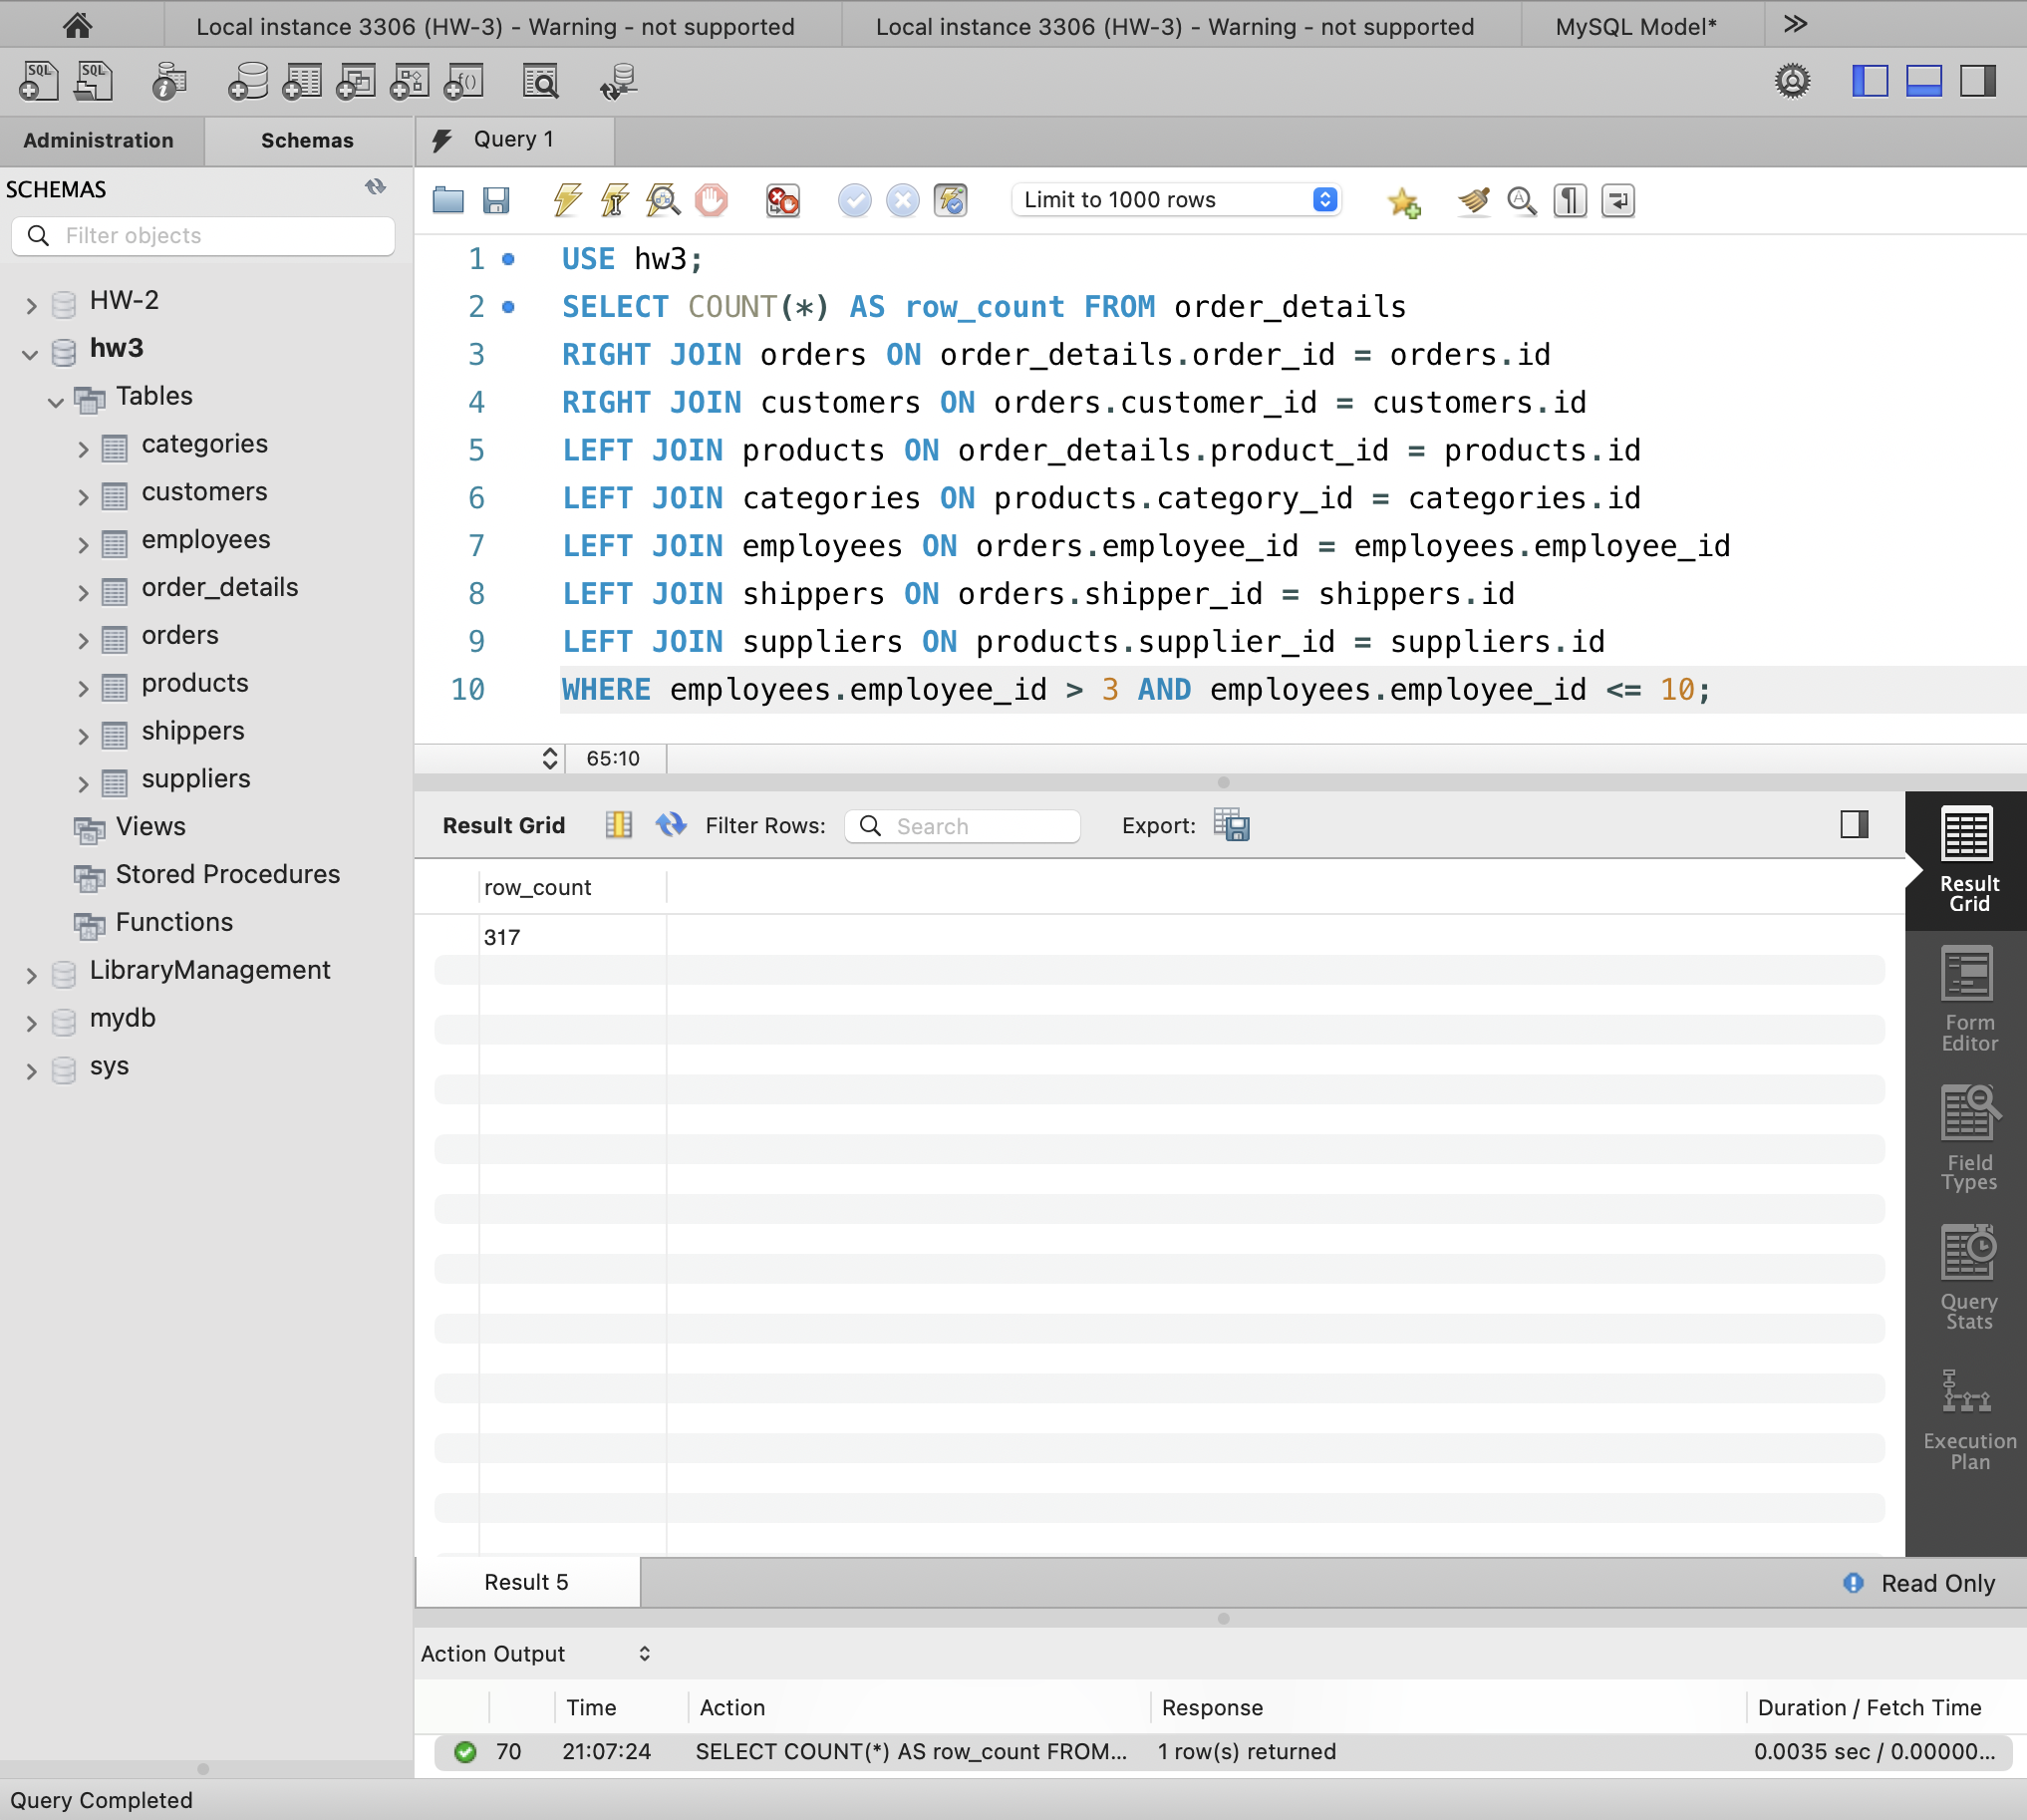 Local instance 3306 (HW-3) - Warning - not supported
Local instance 3306 (HW-3) - Warning - not supported
MySQL Model*
SQL
SQL
Administration
Schemas
Query 1
SCHEMAS
Filter objects
Limit to 1000 rows
HW-2
hw3
Tables
categories
customers
employees
order_details
orders
products
shippers
suppliers
Views
Stored Procedures
Functions
LibraryManagement
mydb
sys
1 USE hw3;
2 SELECT COUNT(*) AS row_count FROM order_details
3 RIGHT JOIN orders ON order_details.order_id = orders.id
4 RIGHT JOIN customers ON orders.customer_id = customers.id
5 LEFT JOIN products ON order_details.product_id = products.id
6 LEFT JOIN categories ON products.category_id = categories.id
7 LEFT JOIN employees ON orders.employee_id = employees.employee_id
8 LEFT JOIN shippers ON orders.shipper_id = shippers.id
9 LEFT JOIN suppliers ON products.supplier_id = suppliers.id
10 WHERE employees.employee_id > 3 AND employees.employee_id <= 10;
65:10
Result Grid
Filter Rows:
Search
Export:
row_count
317
Result
Grid
Form
Editor
Field
Types
Query
Stats
Execution
Plan
Result 5
Read Only
Action Output
Time
Action
Response
Duration / Fetch Time
70
21:07:24
SELECT COUNT(*) AS row_count FROM...
1 row(s) returned
0.0035 sec / 0.00000...
Query Completed